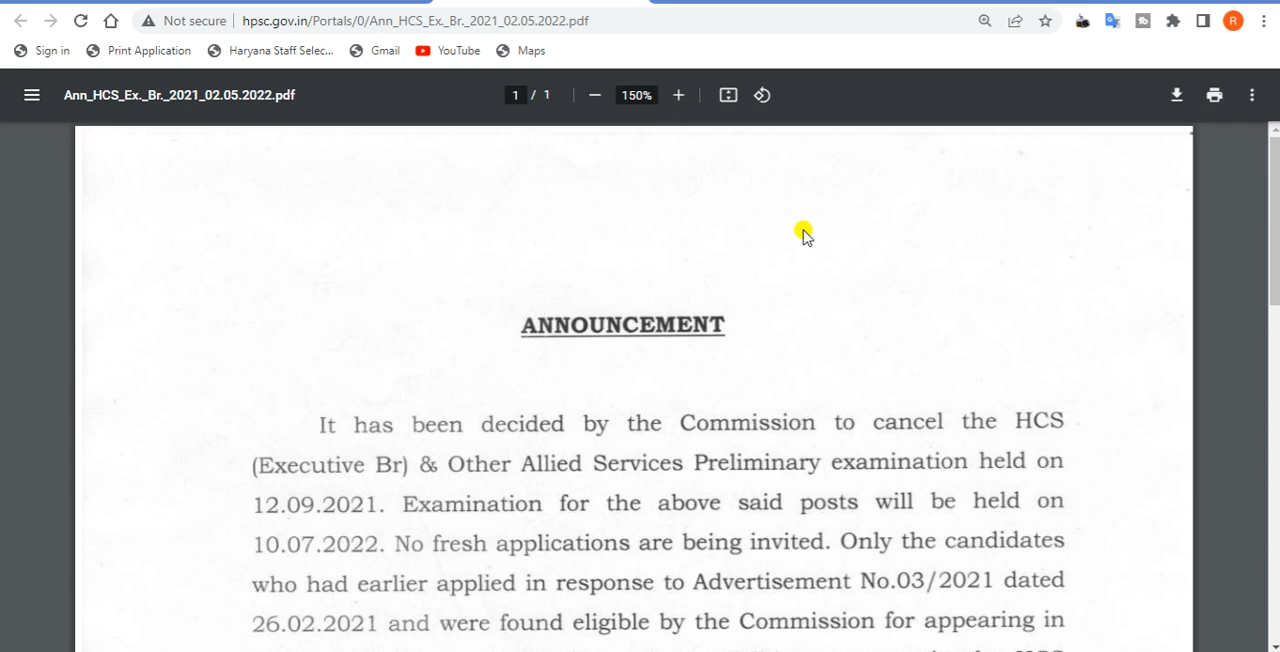 Not secure hpsc.gov.in/Portals/0/Ann_HCS_Ex._Br._2021_02.05.2022.pdf R
Sign in Print Application Haryana Staff Selec... Gmail YouTube Maps
Ann_HCS_Ex._Br._2021_02.05.2022.pdf 1 / 1 — 150% +
ANNOUNCEMENT
It has been decided by the Commission to cancel the HCS
(Executive Br) & Other Allied Services Preliminary examination held on
12.09.2021. Examination for the above said posts will be held on
10.07.2022. No fresh applications are being invited. Only the candidates
who had earlier applied in response to Advertisement No.03/2021 dated
26.02.2021 and were found eligible by the Commission for appearing in